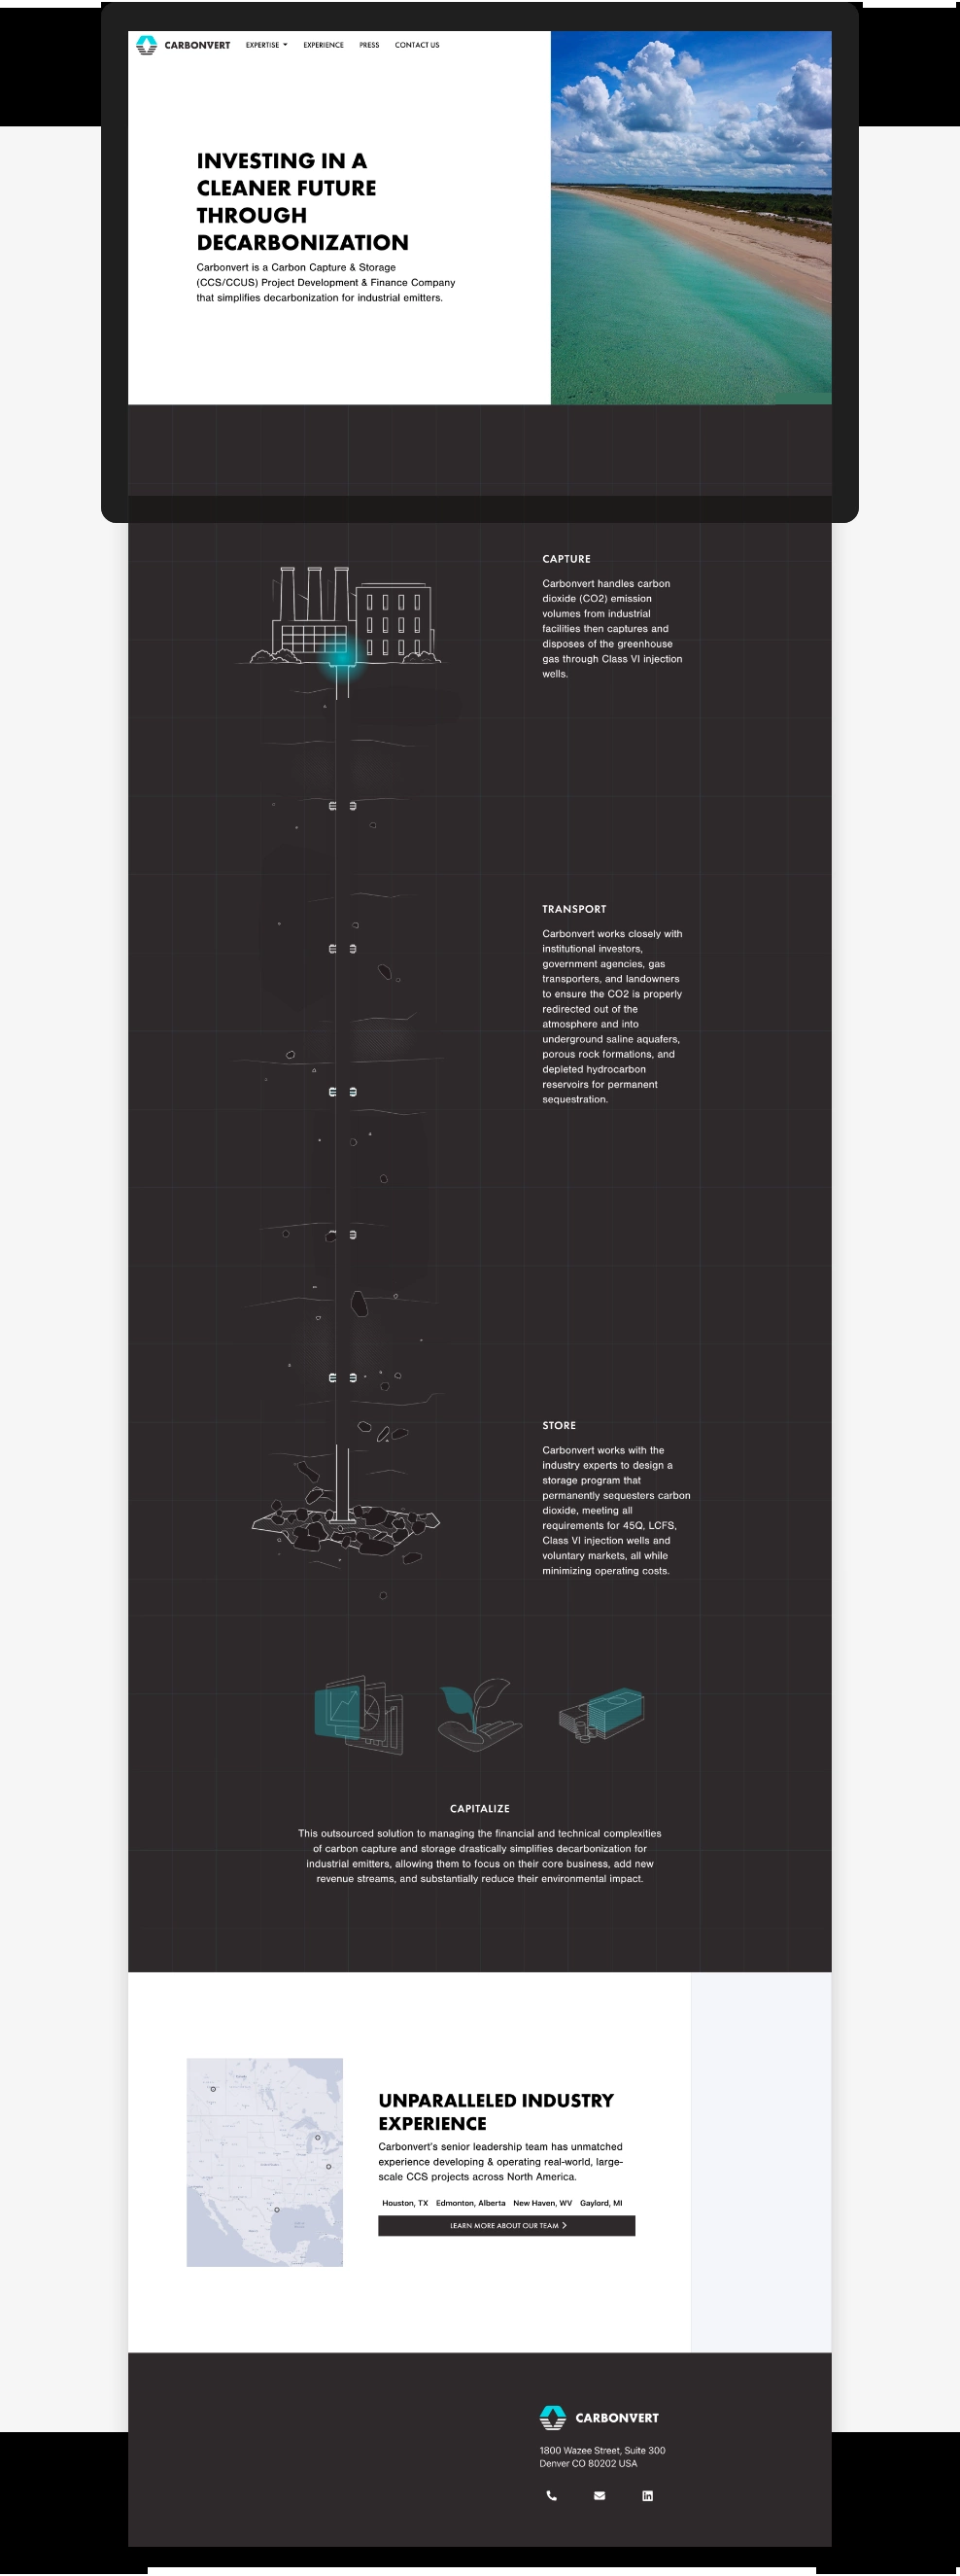 CARBONVERT EXPERTISE EXPERIENCE PRESS CONTACT US
INVESTING IN A
CLEANER FUTURE
THROUGH
DECARBONIZATION
Carbonvert is a Carbon Capture & Storage
(CCS/CCUS) Project Development & Finance Company
that simplifies decarbonization for industrial emitters.
CAPTURE
Carbonvert handles carbon
dioxide (CO2) emission
volumes from industrial
facilities then captures and
disposes of the greenhouse
gas through Class VI injection
wells.
TRANSPORT
Carbonvert works closely with
institutional investors,
government agencies, gas
transporters, and landowners
to ensure the CO2 is properly
redirected out of the
atmosphere and into
underground saline aquafers,
porous rock formations, and
depleted hydrocarbon
reservoirs for permanent
sequestration.
STORE
Carbonvert works with the
industry experts to design a
storage program that
permanently sequesters carbon
dioxide, meeting all
requirements for 45Q, LCFS,
Class VI injection wells and
voluntary markets, all while
minimizing operating costs.
CAPITALIZE
This outsourced solution to managing the financial and technical complexities
of carbon capture and storage drastically simplifies decarbonization for
industrial emitters, allowing them to focus on their core business, add new
revenue streams, and substantially reduce their environmental impact.
UNPARALLELED INDUSTRY
EXPERIENCE
Carbonvert's senior leadership team has unmatched
experience developing & operating real-world, large-
scale CCS projects across North America.
Houston, TX Edmonton, Alberta New Haven, WV Gaylord, MI
LEARN MORE ABOUT OUR TEAM
CARBONVERT
1800 Wazee Street, Suite 300
Denver CO 80202 USA